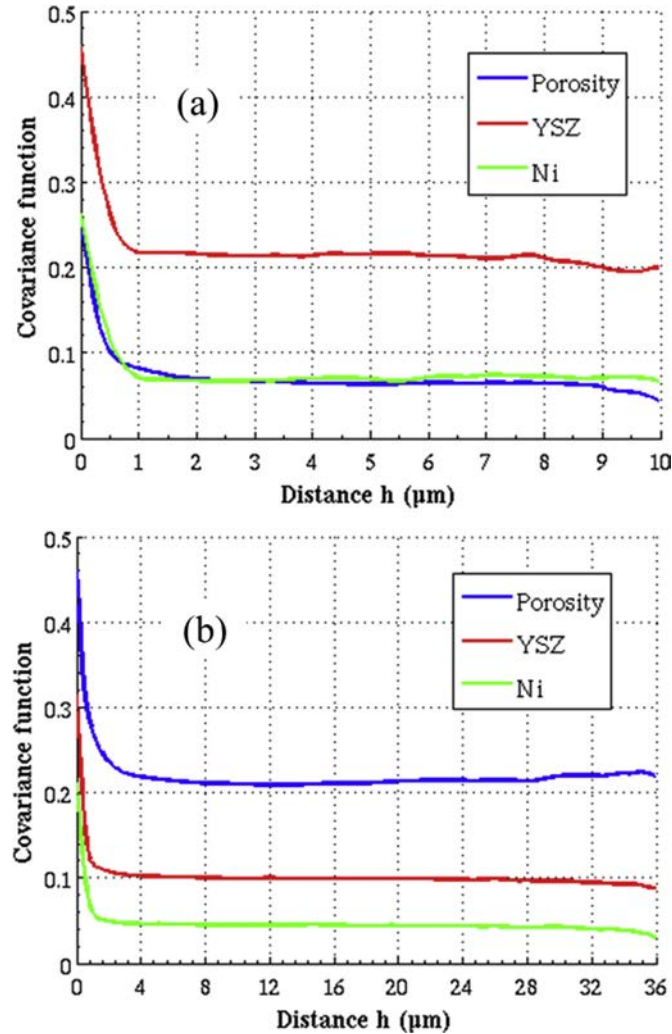 0.5
0.4
0.3
0.2
0.1
0
Covariance function
(a)
Porosity
YSZ
Ni
0 1 2 3 4 5 6 7 8 9 10
Distance h (μm)
0.5
0.4
0.3
0.2
0.1
0
Covariance function
(b)
Porosity
YSZ
Ni
0 4 8 12 16 20 24 28 32 36
Distance h (μm)